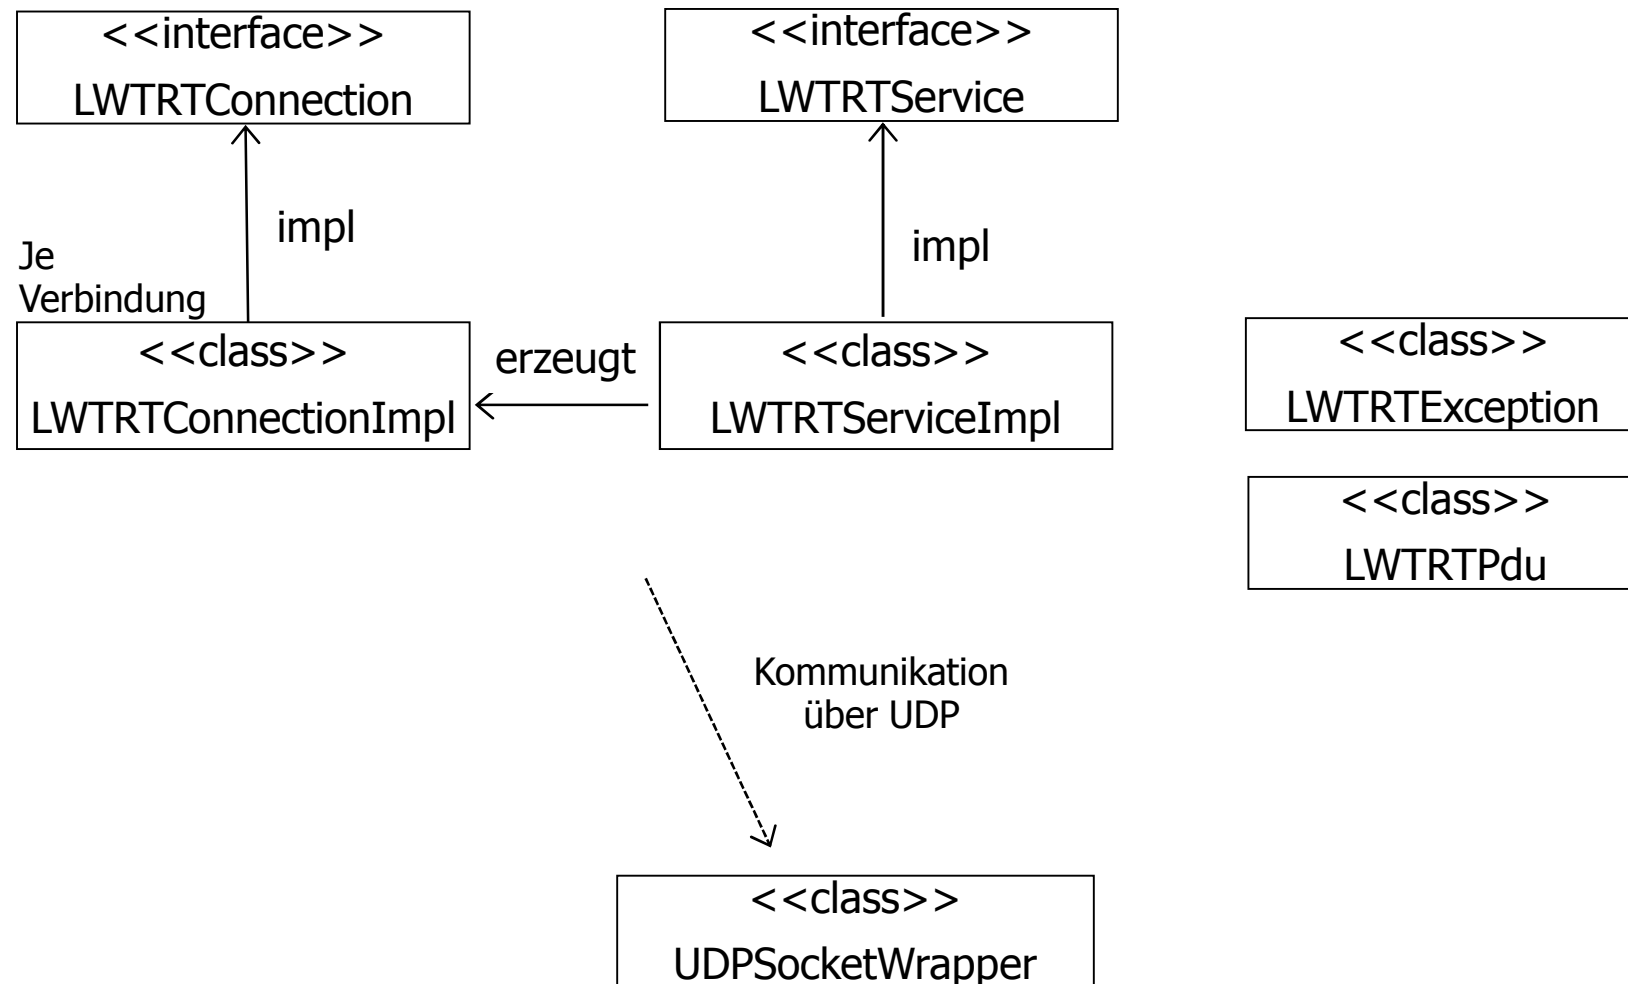 <<interface>>
LWTRTConnection
<<interface>>
LWTRTService
impl
impl
Je
Verbindung
<<class>>
LWTRTConnectionImpl
erzeugt
<<class>>
LWTRTServiceImpl
<<class>>
LWTRTException
<<class>>
LWTRTPdu
Kommunikation
über UDP
<<class>>
UDPSocketWrapper